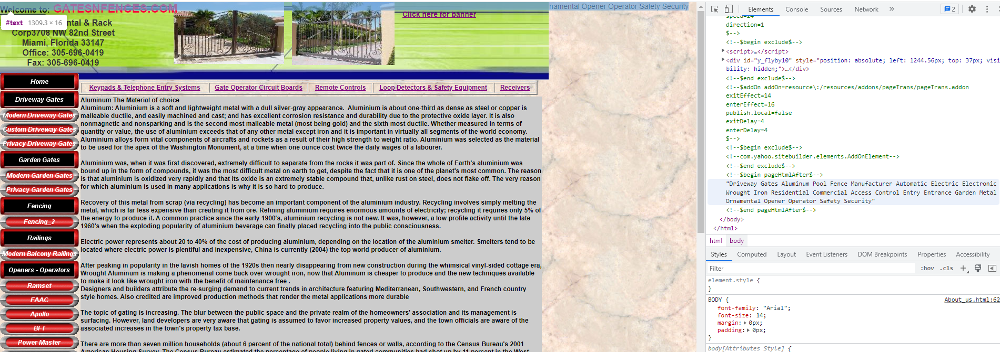 Welcome to: GATESNFENCES.COM
#text 1309.3 × 16
ntal & Rack
Corp3708 NW 82nd Street
Miami, Florida 33147
Office: 305-696-0419
Fax: 305-696-0419
Click here for banner
rnamental Opener Operator Safety Security
Home
Driveway Gates
Modern Driveway Gates
Custom Driveway Gates
Privacy Driveway Gates
Garden Gates
Modern Garden Gates
Privacy Garden Gates
Fencing
Fencing_2
Railings
Modern Balcony Railings
Openers - Operators
Ramset
FAAC
Apollo
BFT
Power Master
Keypads & Telephone Entry Systems Gate Operator Circuit Boards Remote Controls Loop Detectors & Safety Equipment Receivers
Aluminum The Material of choice
Aluminum: Aluminium is a soft and lightweight metal with a dull silver-gray appearance. Aluminium is about one-third as dense as steel or copper is
malleable ductile, and easily machined and cast; and has excellent corrosion resistance and durability due to the protective oxide layer. It is also
nonmagnetic and nonsparking and is the second most malleable metal (most being gold) and the sixth most ductile. Whether measured in terms of
quantity or value, the use of aluminium exceeds that of any other metal except iron and it is important in virtually all segments of the world economy.
Aluminium alloys form vital components of aircrafts and rockets as a result of their high strength to weight ratio. Aluminium was selected as the material
to be used for the apex of the Washington Monument, at a time when one ounce cost twice the daily wages of a labourer.
Aluminium was, when it was first discovered, extremely difficult to separate from the rocks it was part of. Since the whole of Earth's aluminium was
bound up in the form of compounds, it was the most difficult metal on earth to get, despite the fact that it is one of the planet's most common. The reason
is that aluminium is oxidized very rapidly and that its oxide is an extremely stable compound that, unlike rust on steel, does not flake off. The very reason
for which aluminium is used in many applications is why it is so hard to produce.
Recovery of this metal from scrap (via recycling) has become an important component of the aluminium industry. Recycling involves simply melting the
metal, which is far less expensive than creating it from ore. Refining aluminium requires enormous amounts of electricity; recycling it requires only 5% of
the energy to produce it. A common practice since the early 1900's, aluminium recycling is not new. It was, however, a low-profile activity until the late
1960's when the exploding popularity of aluminium beverage can finally placed recycling into the public consciousness.
Electric power represents about 20 to 40% of the cost of producing aluminium, depending on the location of the aluminium smelter. Smelters tend to be
located where electric power is plentiful and inexpensive, China is currently (2004) the top world producer of aluminium.
After peaking in popularity in the lavish homes of the 1920s then nearly disappearing from new construction during the whimsical vinyl-sided cottage era,
Wrought Aluminum is making a phenomenal come back over wrought iron, now that Aluminum is cheaper to produce and the new techniques available
to make it look like wrought iron with the benefit of maintenance free .
Designers and builders attribute the re-surging demand to current trends in architecture featuring Mediterranean, Southwestern, and French country
style homes. Also credited are improved production methods that render the metal applications more durable
The topic of gating is increasing. The blur between the public space and the private realm of the homeowners' association and its management is
surfacing. However, land developers are very aware that gating is assumed to favor increased property values, and the town officials are aware of the
associated increases in the town's property tax base.
There are more than seven million households (about 6 percent of the national total) behind fences or walls, according to the Census Bureau's 2001
American Housing Survey. The Census Bureau estimated the percentage of people living in gated communities had shot up by 11 percent in the West
Elements Console Sources Network » 2
speed=24
direction=1
$-->
<!--$begin exclude$-->
<script>…</script>
<div id="y_flyby10" style="position: absolute; left: 1244.56px; top: 37px; visi
bility: hidden;">…</div>
<!--$end exclude$-->
<!--$addOn addOn=resource\:/resources/addons/pageTrans/pageTrans.addon
exitEffect=14
enterEffect=16
publish.local=false
exitDelay=4
enterDelay=4
$-->
<!--$begin exclude$-->
<!--com.yahoo.sitebuilder.elements.AddOnElement-->
<!--$end exclude$-->
<!--$begin pageHtmlAfter$-->
"Driveway Gates Aluminum Pool Fence Manufacturer Automatic Electric Electronic
Wrought Iron Residential Commercial Access Control Entry Entrance Garden Metal
Ornamental Opener Operator Safety Security"
<!--$end pageHtmlAfter$-->
</body>
</html>
html body
Styles Computed Layout Event Listeners DOM Breakpoints Properties Accessibility
Filter :hov .cls +
element.style {
}
BODY { About_us.html:62
font-family: "Arial";
font-size: 14;
margin: 0px;
padding: 0px;
}
body[Attributes Style] {